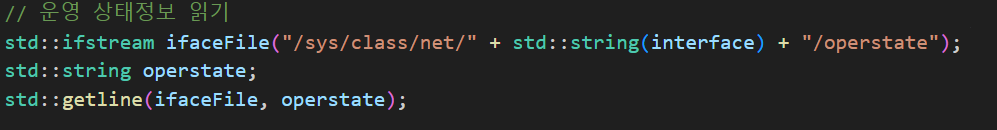 // 운영 상태정보 읽기
std::ifstream ifaceFile("/sys/class/net/" + std::string(interface) + "/operstate");
std::string operstate;
std::getline(ifaceFile, operstate);